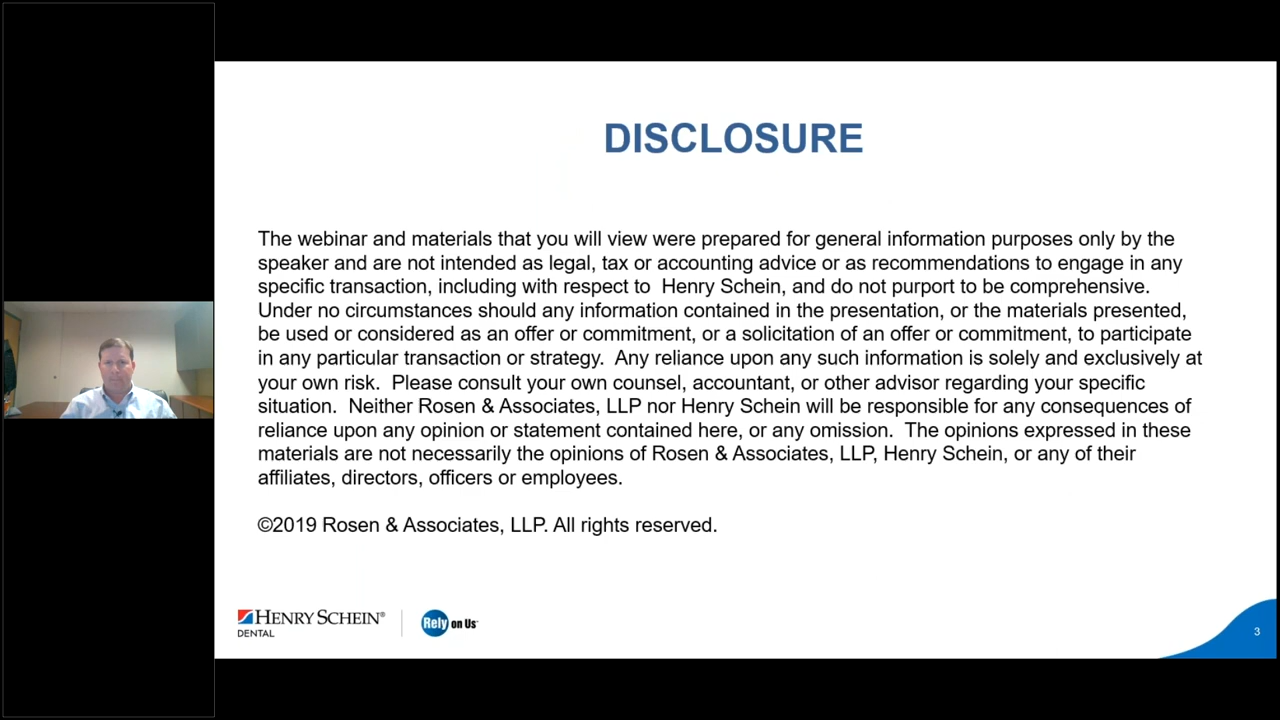 DISCLOSURE
The webinar and materials that you will view were prepared for general information purposes only by the
speaker and are not intended as legal, tax or accounting advice or as recommendations to engage in any
specific transaction, including with respect to  Henry Schein, and do not purport to be comprehensive.
Under no circumstances should any information contained in the presentation, or the materials presented,
be used or considered as an offer or commitment, or a solicitation of an offer or commitment, to participate
in any particular transaction or strategy.  Any reliance upon any such information is solely and exclusively at
your own risk.  Please consult your own counsel, accountant, or other advisor regarding your specific
situation.  Neither Rosen & Associates, LLP nor Henry Schein will be responsible for any consequences of
reliance upon any opinion or statement contained here, or any omission.  The opinions expressed in these
materials are not necessarily the opinions of Rosen & Associates, LLP, Henry Schein, or any of their
affiliates, directors, officers or employees.
©2019 Rosen & Associates, LLP. All rights reserved.
HENRY SCHEIN®
DENTAL
Rely on Us
3